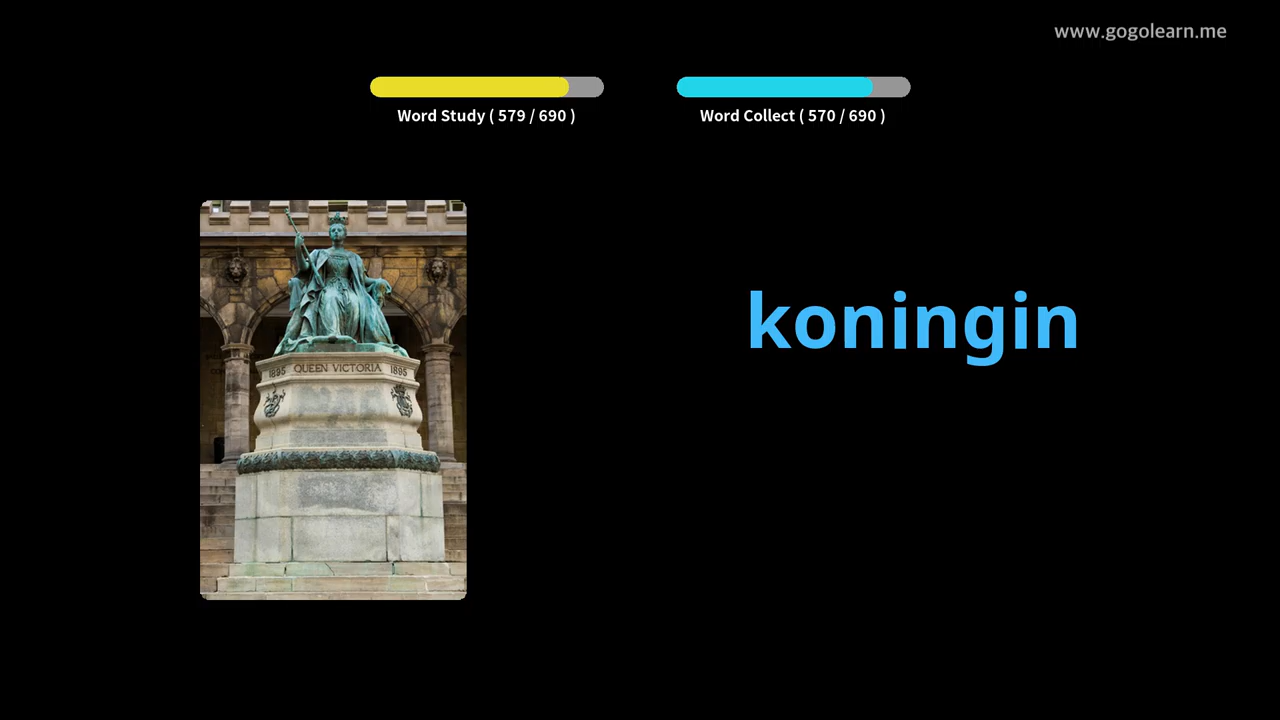 www.gogolearn.me
Word Study ( 579 / 690 )
Word Collect ( 570 / 690 )
1895 QUEEN VICTORIA 1895
koningin